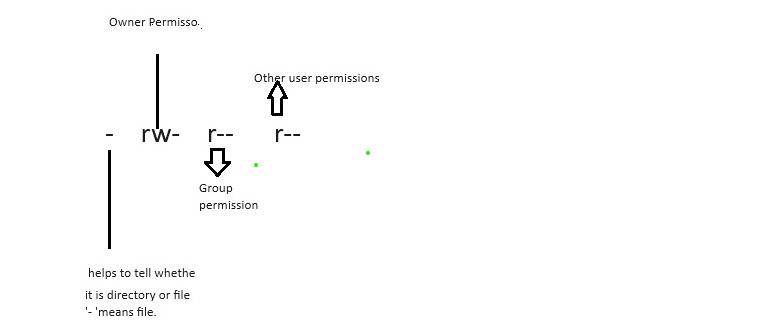 Owner Permisso.
Other user permissions
- rw- r-- r--
Group
permission
helps to tell whethe
it is directory or file
'- 'means file.